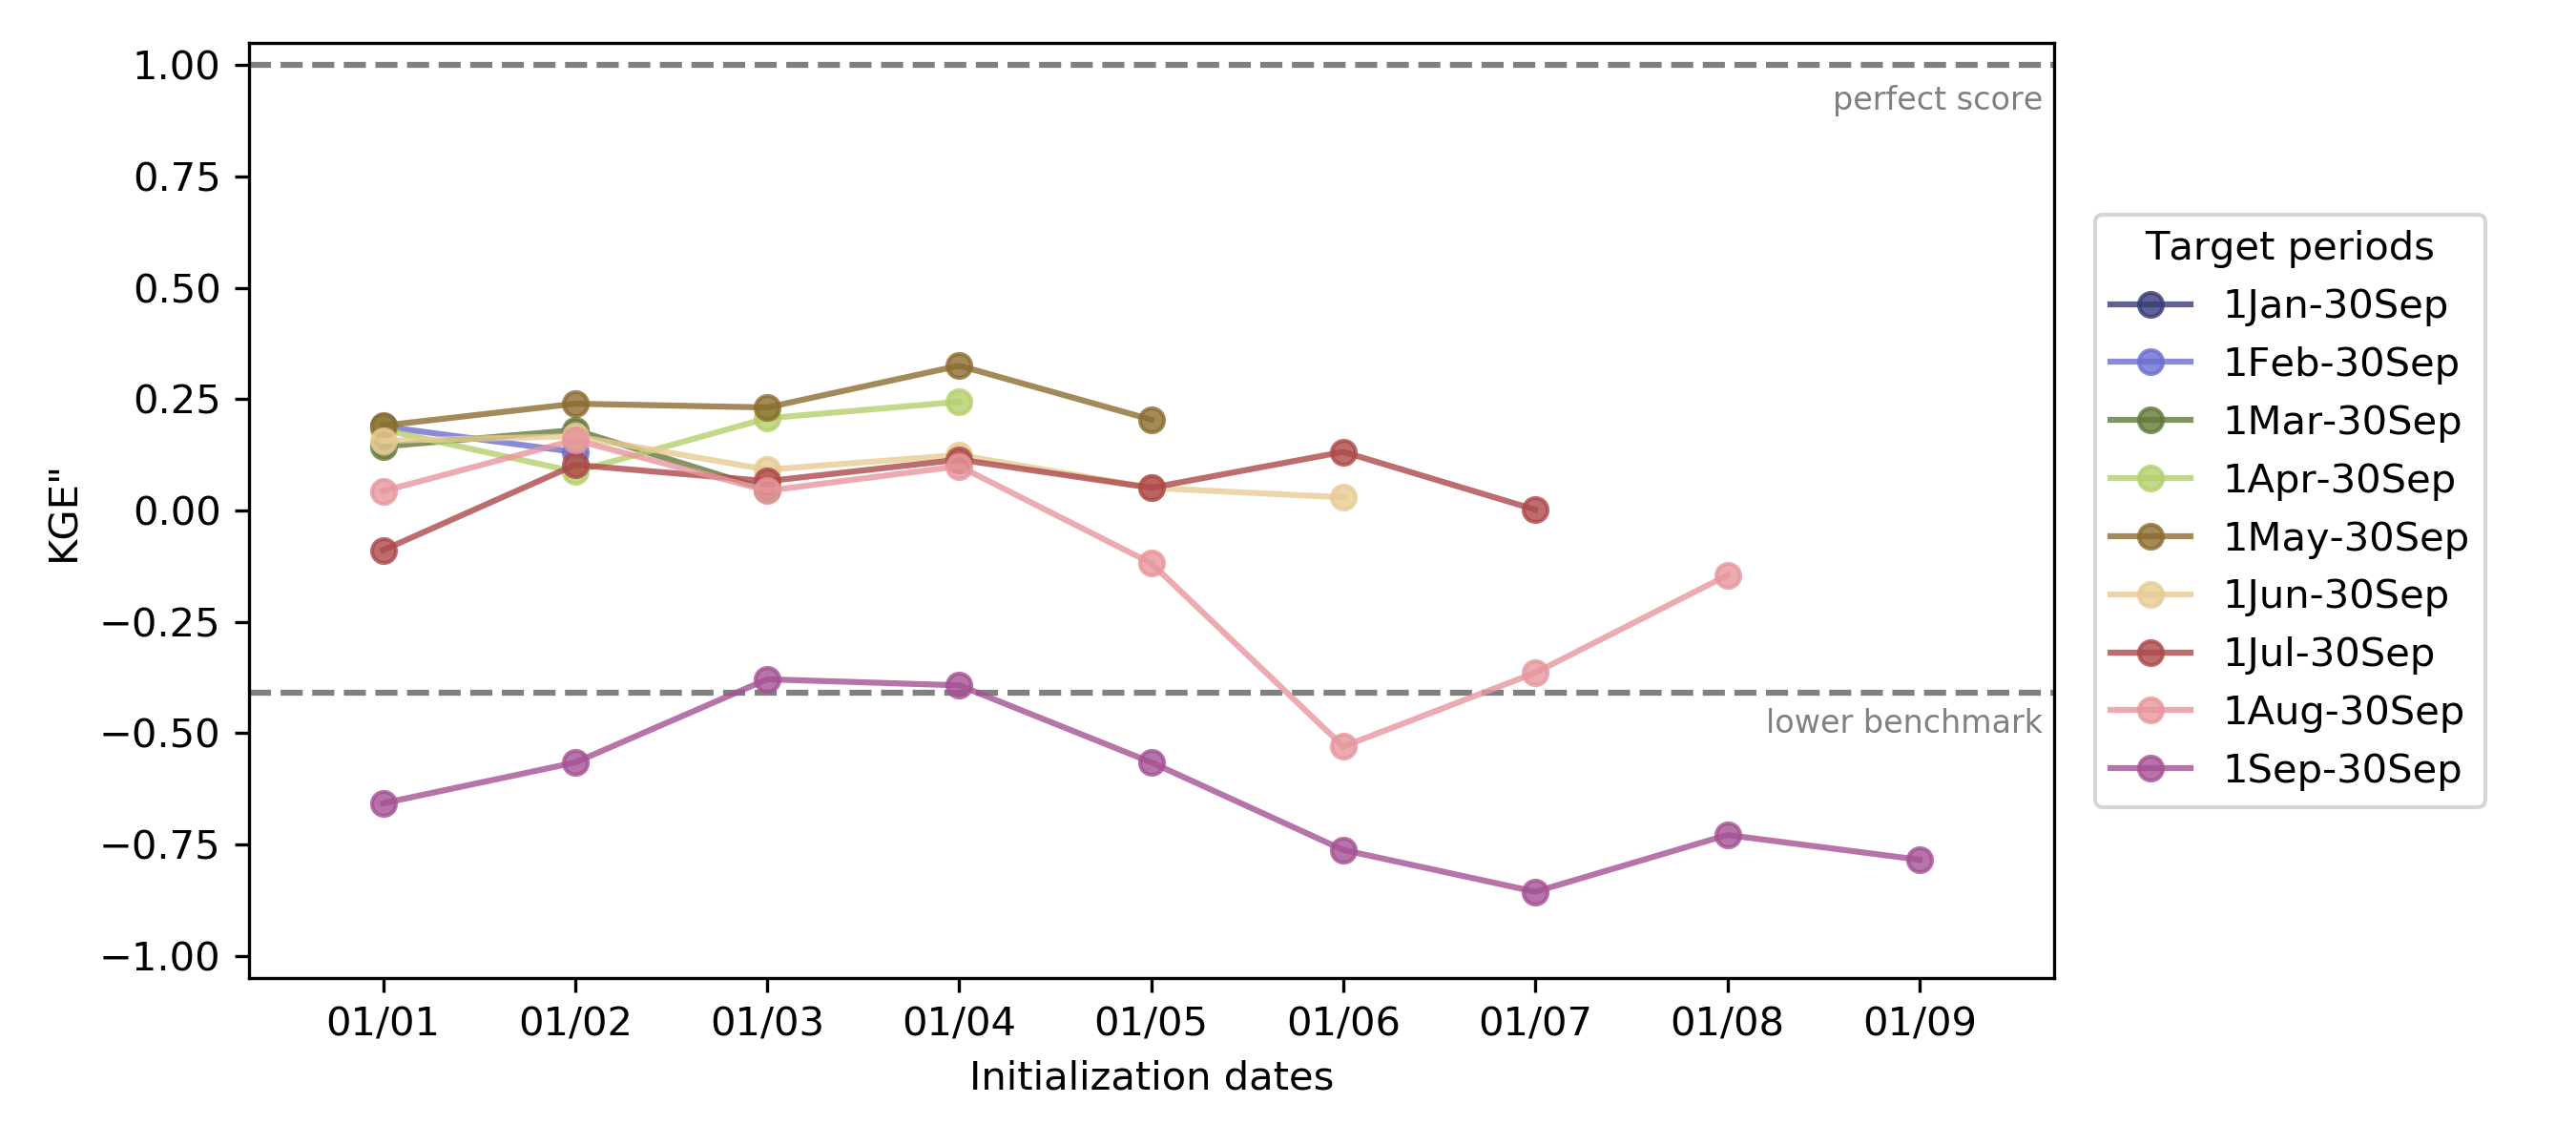 1.00
0.75
0.50
0.25
0.00
−0.25
−0.50
−0.75
−1.00
KGE"
perfect score
lower benchmark
01/01 01/02 01/03 01/04 01/05 01/06 01/07 01/08 01/09
Initialization dates
Target periods
1Jan-30Sep
1Feb-30Sep
1Mar-30Sep
1Apr-30Sep
1May-30Sep
1Jun-30Sep
1Jul-30Sep
1Aug-30Sep
1Sep-30Sep